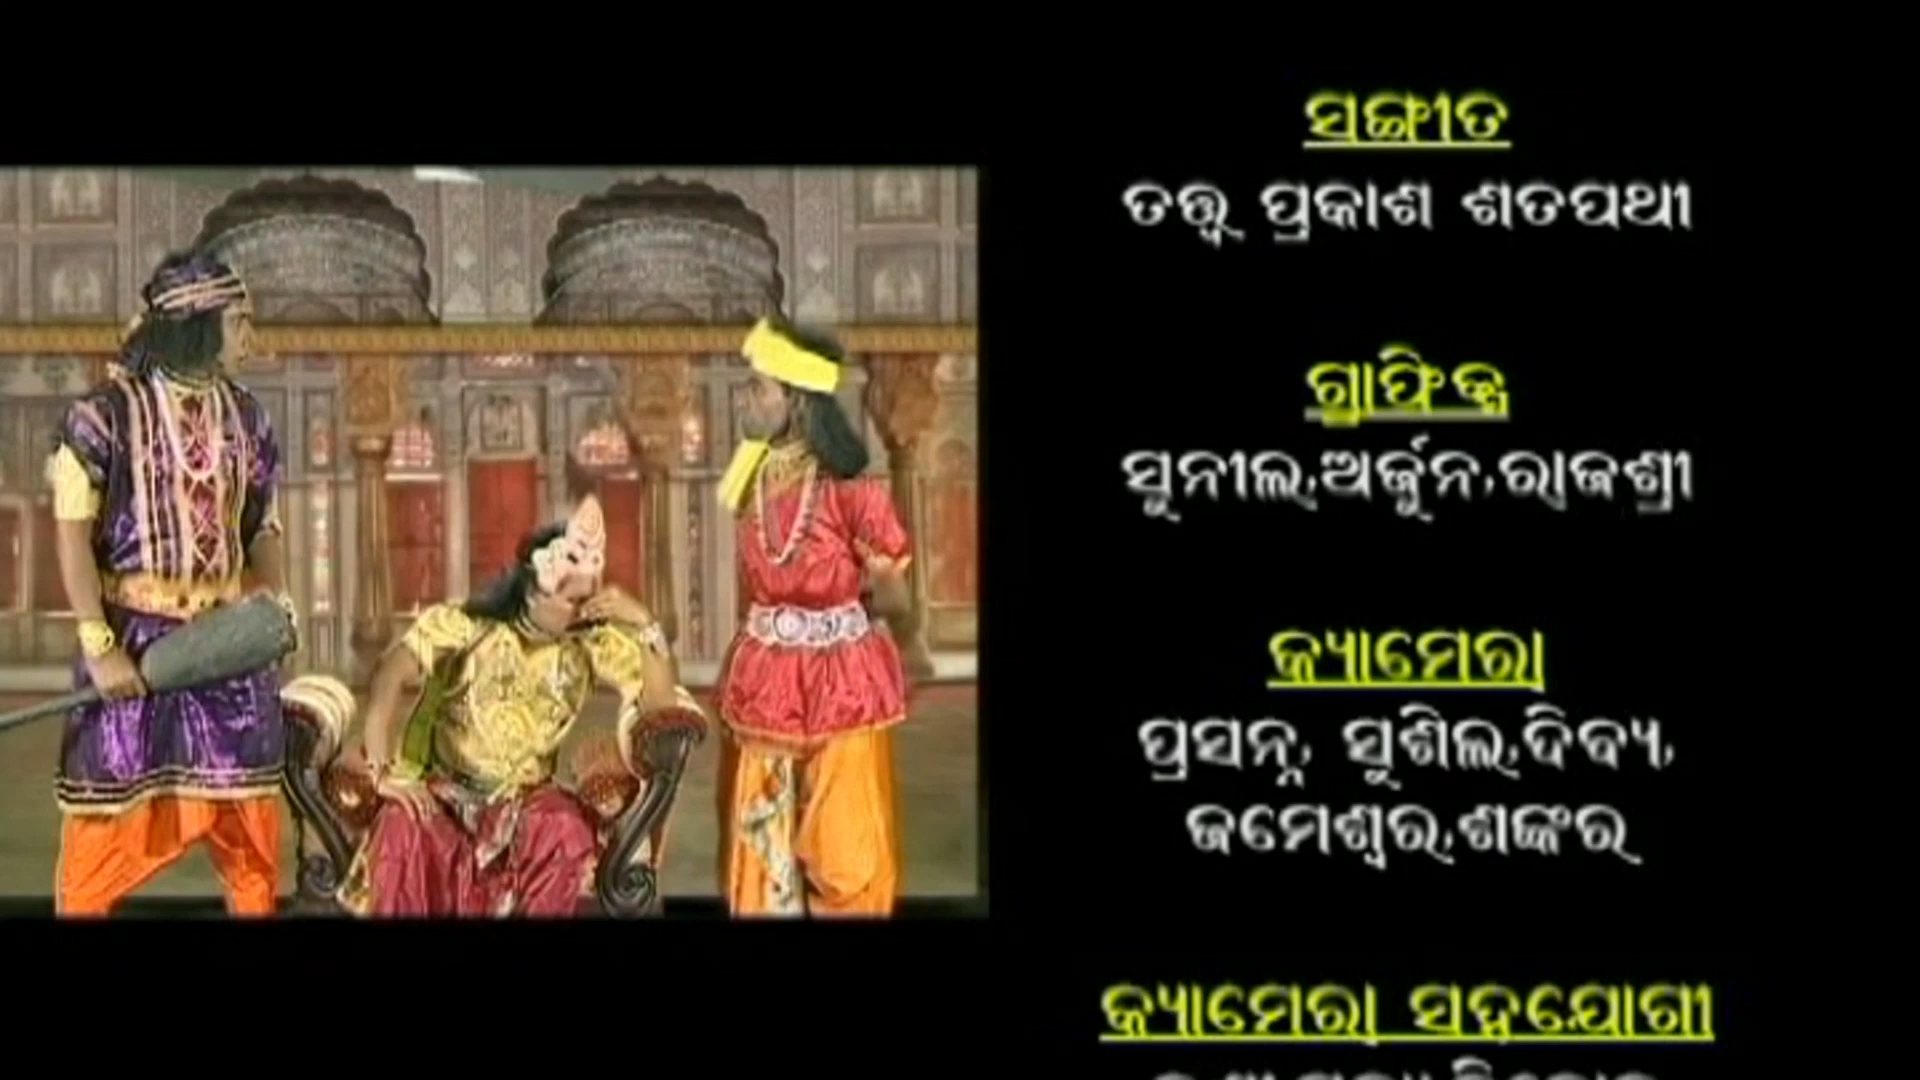 ସଙ୍ଗୀତ
ତତ୍ତ୍ୱ ପ୍ରକାଶ ଶତପଥୀ
ଗ୍ରାଫିକ୍ସ
ସୁନୀଲ,ଅର୍ଜ୍ଜୁନ,ରାଜଶ୍ରୀ
କ୍ୟାମେରା
ପ୍ରସନ୍ନ, ସୁଶିଲ,ଦିବ୍ୟ,
ଜମେଶ୍ୱର,ଶଙ୍କର
କ୍ୟାମେରା ସହଯୋଗୀ